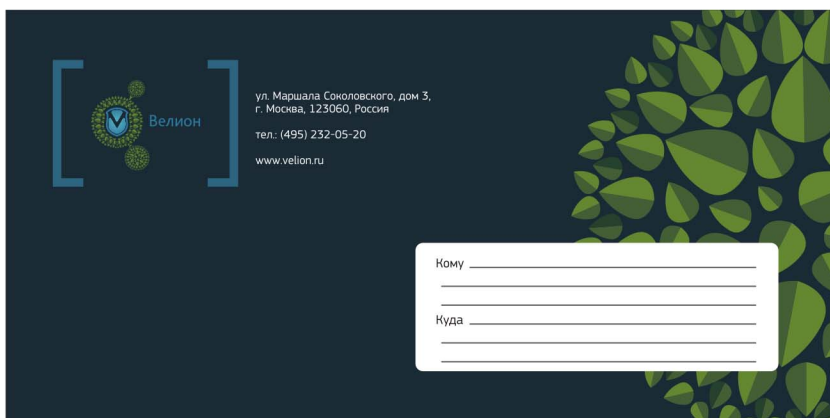 Велион
ул. Маршала Соколовского, дом 3,
г. Москва, 123060, Россия
тел.: (495) 232-05-20
www.velion.ru
Кому
Куда